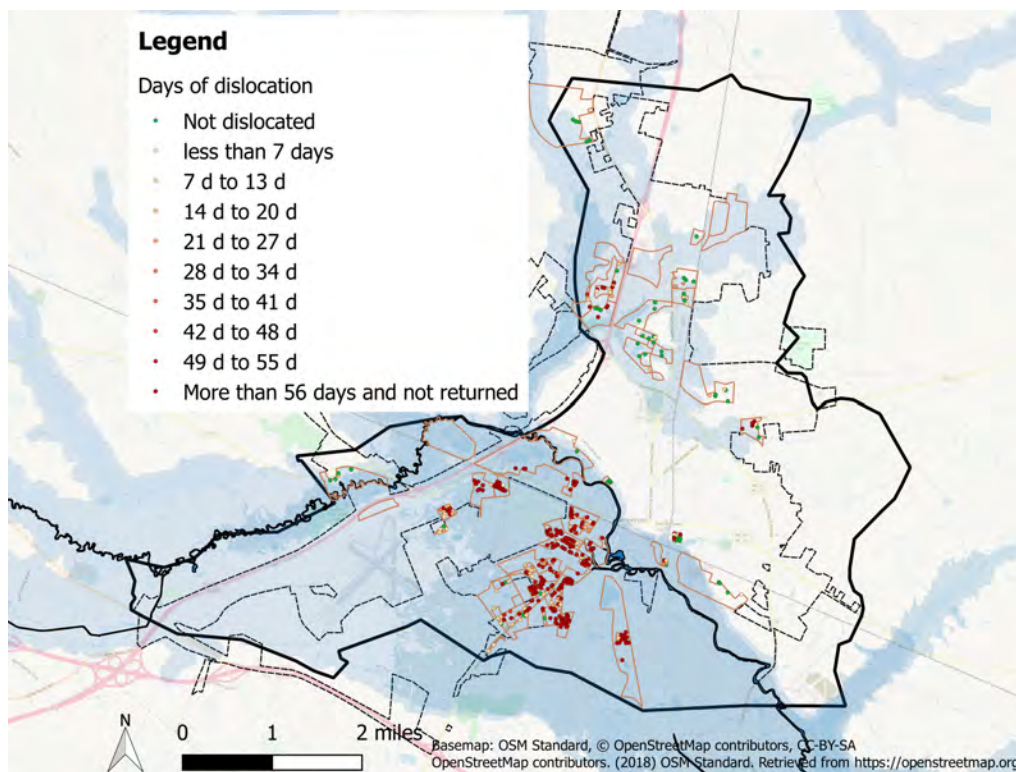 Legend
Days of dislocation
Not dislocated
less than 7 days
7 d to 13 d
14 d to 20 d
21 d to 27 d
28 d to 34 d
35 d to 41 d
42 d to 48 d
49 d to 55 d
More than 56 days and not returned
N
0 1 2 miles
Basemap: OSM Standard, © OpenStreetMap contributors, CC-BY-SA
OpenStreetMap contributors. (2018) OSM Standard. Retrieved from https://openstreetmap.org